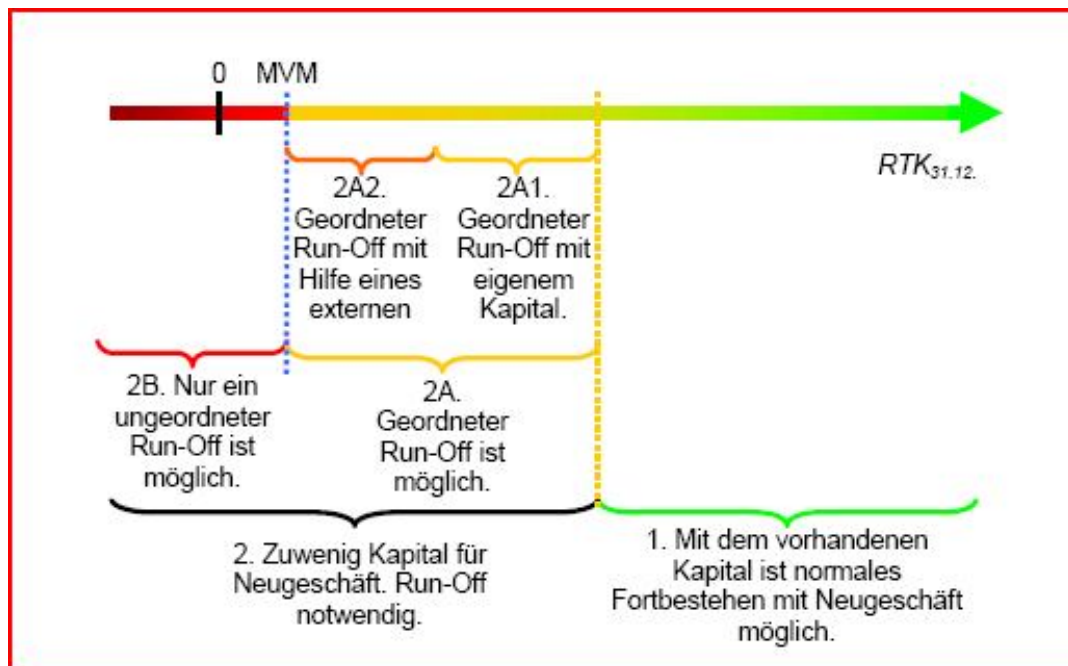 0 MVM
RTK31.12.
2A2.
Geordneter
Run-Off mit
Hilfe eines
externen
2A1.
Geordneter
Run-Off mit
eigenem
Kapital.
2B. Nur ein
ungeordneter
Run-Off ist
möglich.
2A.
Geordneter
Run-Off ist
möglich.
2. Zuwenig Kapital für
Neugeschäft. Run-Off
notwendig.
1. Mit dem vorhandenen
Kapital ist normales
Fortbestehen mit Neugeschäft
möglich.